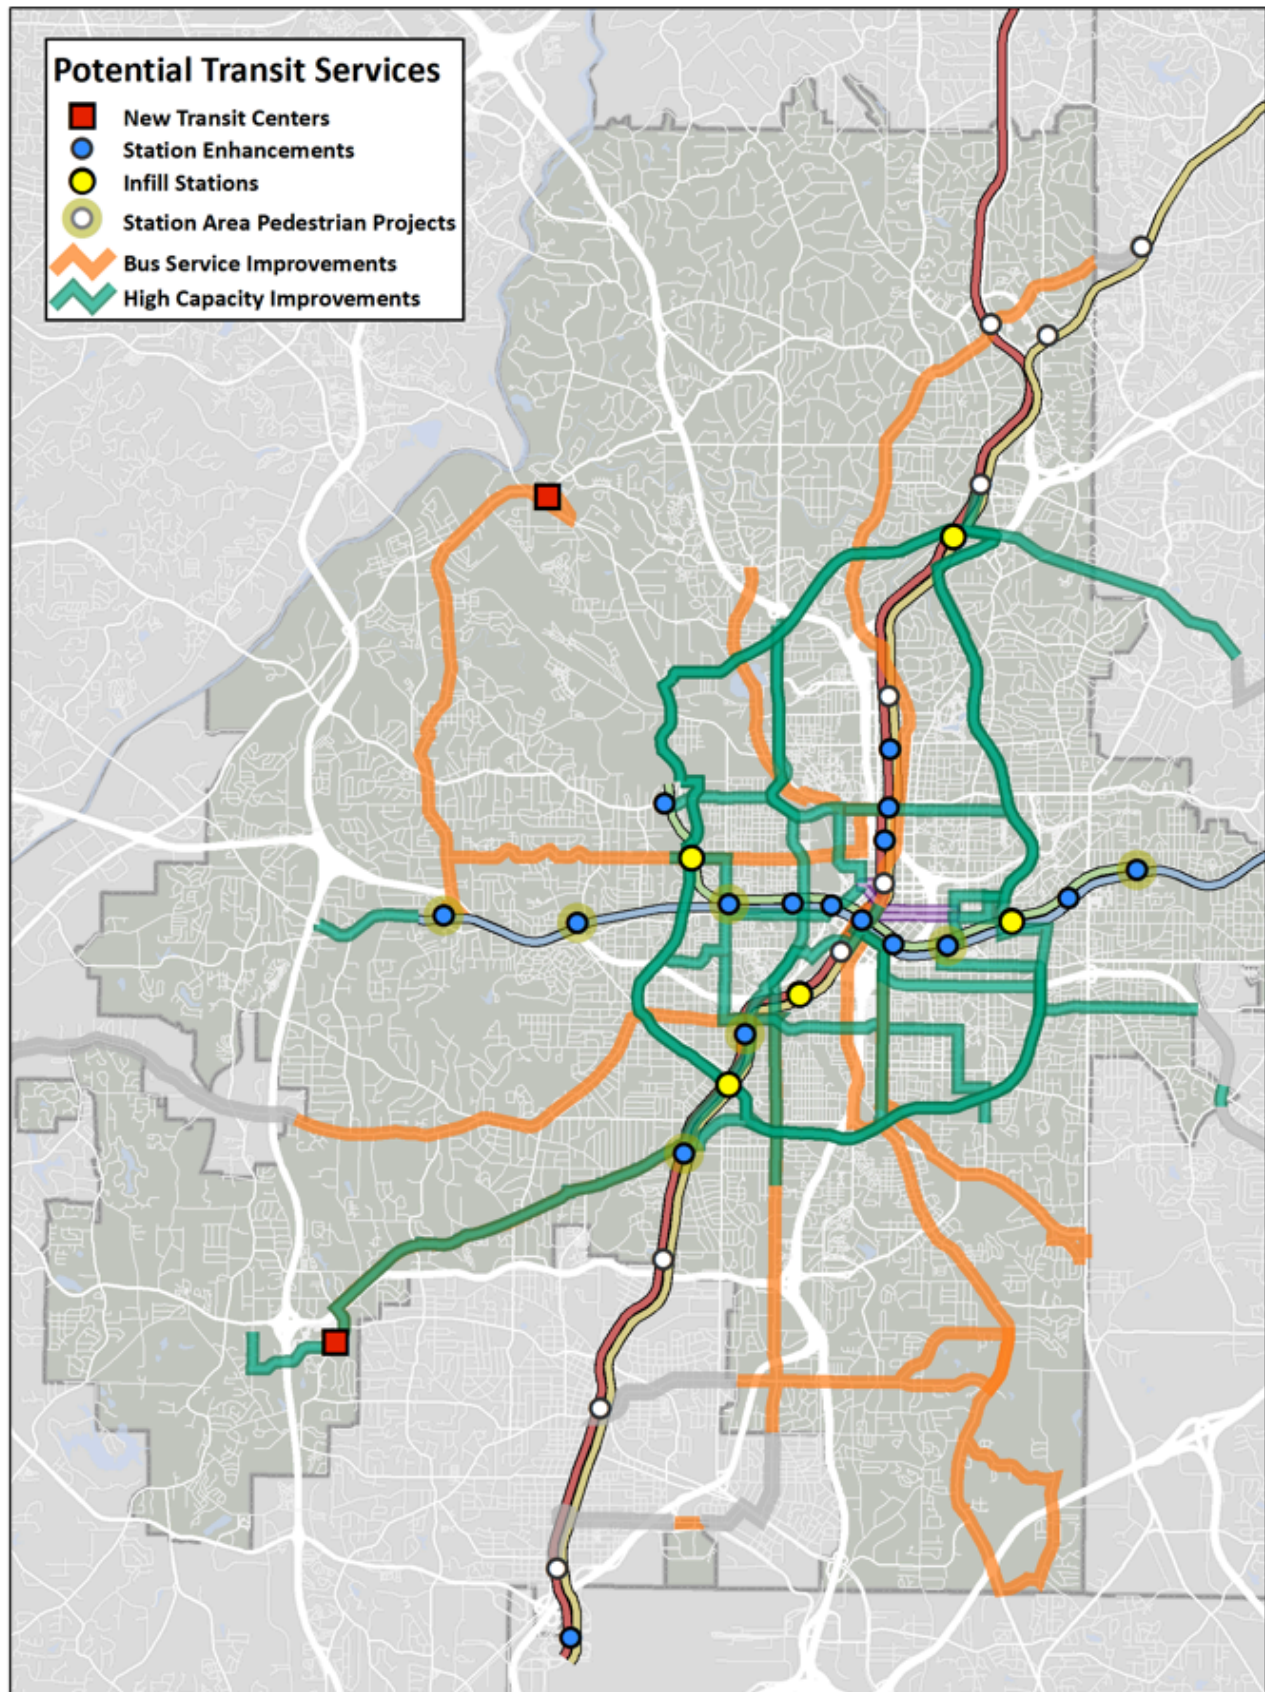 Potential Transit Services
New Transit Centers
Station Enhancements
Infill Stations
Station Area Pedestrian Projects
Bus Service Improvements
High Capacity Improvements